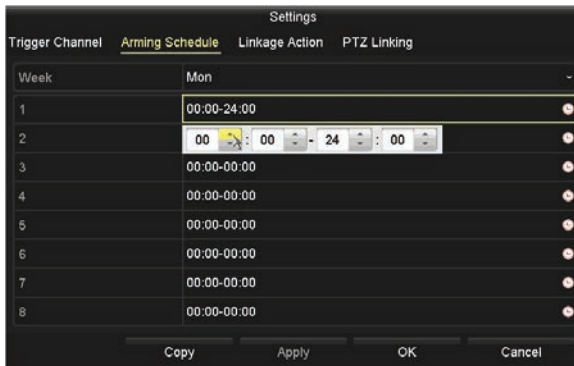 Settings
Trigger Channel Arming Schedule Linkage Action PTZ Linking
Week Mon
1 00:00-24:00
2 00 : 00 - 24 : 00
3 00:00-00:00
4 00:00-00:00
5 00:00-00:00
6 00:00-00:00
7 00:00-00:00
8 00:00-00:00
Copy Apply OK Cancel